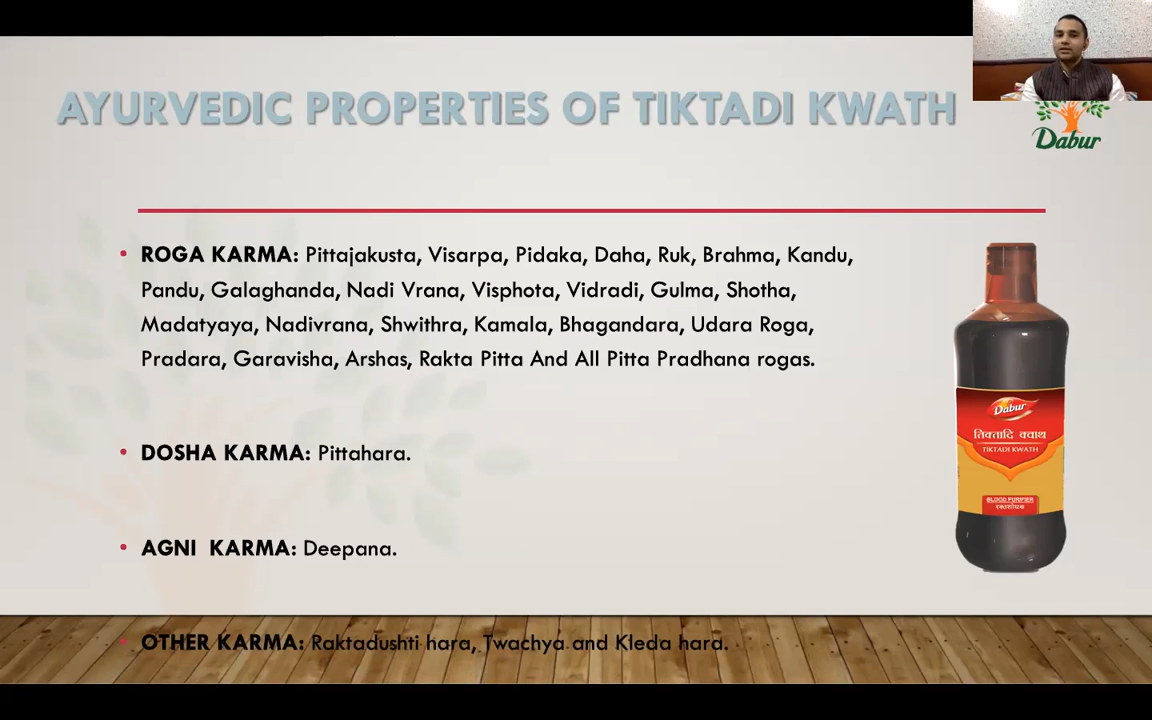 AYURVEDIC PROPERTIES OF TIKTADI KWATH
Dabur
• ROGA KARMA: Pittajakusta, Visarpa, Pidaka, Daha, Ruk, Brahma, Kandu,
Pandu, Galaghanda, Nadi Vrana, Visphota, Vidradi, Gulma, Shotha,
Madatyaya, Nadivrana, Shwithra, Kamala, Bhagandara, Udara Roga,
Pradara, Garavisha, Arshas, Rakta Pitta And All Pitta Pradhana rogas.
• DOSHA KARMA: Pittahara.
• AGNI KARMA: Deepana.
• OTHER KARMA: Raktadushti hara, Twachya and Kleda hara.
Dabur
तिक्तादि क्वाथ
TIKTADI KWATH
BLOOD PURIFIER
रक्तशोधक